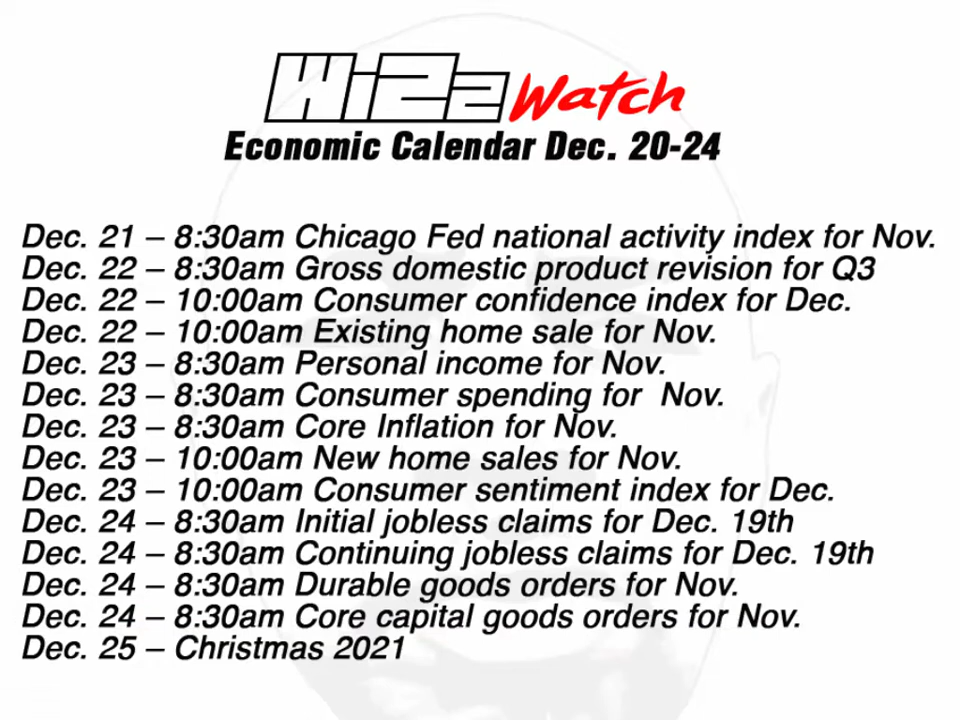 WiZz Watch
Economic Calendar Dec. 20-24
Dec. 21 – 8:30am Chicago Fed national activity index for Nov.
Dec. 22 – 8:30am Gross domestic product revision for Q3
Dec. 22 – 10:00am Consumer confidence index for Dec.
Dec. 22 – 10:00am Existing home sale for Nov.
Dec. 23 – 8:30am Personal income for Nov.
Dec. 23 – 8:30am Consumer spending for  Nov.
Dec. 23 – 8:30am Core Inflation for Nov.
Dec. 23 – 10:00am New home sales for Nov.
Dec. 23 – 10:00am Consumer sentiment index for Dec.
Dec. 24 – 8:30am Initial jobless claims for Dec. 19th
Dec. 24 – 8:30am Continuing jobless claims for Dec. 19th
Dec. 24 – 8:30am Durable goods orders for Nov.
Dec. 24 – 8:30am Core capital goods orders for Nov.
Dec. 25 – Christmas 2021